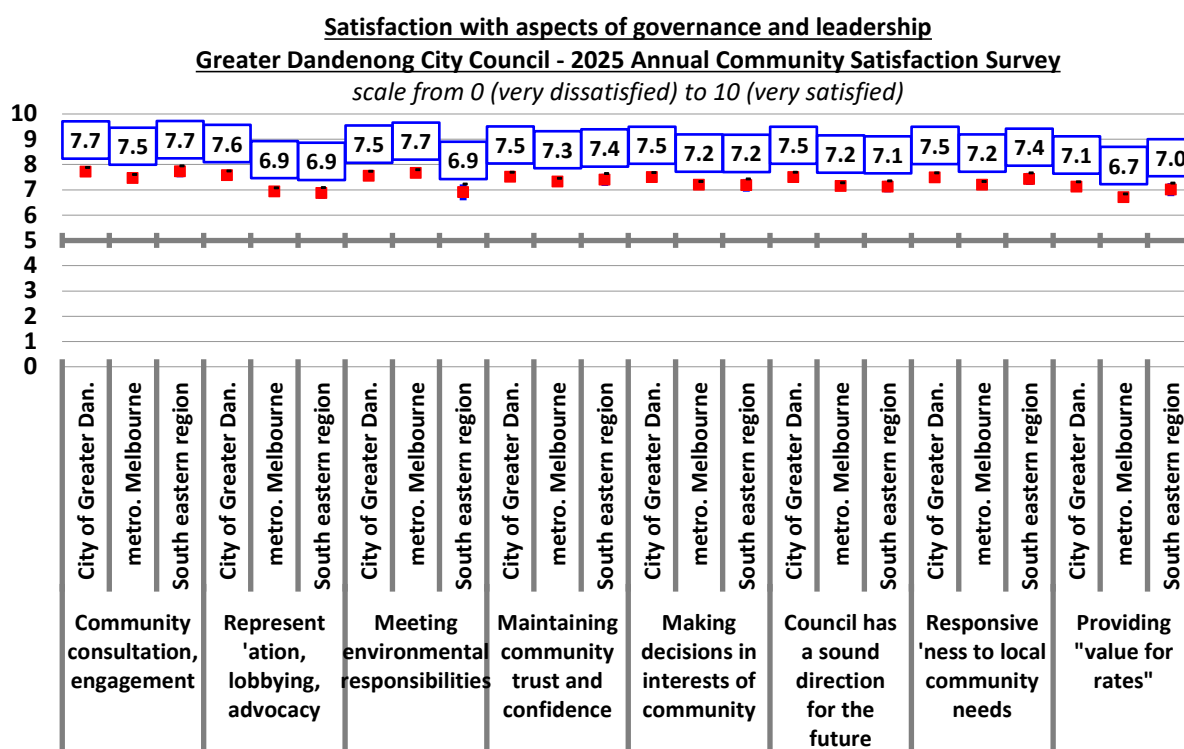 Satisfaction with aspects of governance and leadership
Greater Dandenong City Council - 2025 Annual Community Satisfaction Survey
scale from 0 (very dissatisfied) to 10 (very satisfied)
10
9
8
7
6
5
4
3
2
1
0
7.7
7.5
7.7
7.6
6.9
6.9
7.5
7.7
6.9
7.5
7.3
7.4
7.5
7.2
7.2
7.5
7.2
7.1
7.5
7.2
7.4
7.1
6.7
7.0
City of Greater Dan.
metro. Melbourne
South eastern region
City of Greater Dan.
metro. Melbourne
South eastern region
City of Greater Dan.
metro. Melbourne
South eastern region
City of Greater Dan.
metro. Melbourne
South eastern region
City of Greater Dan.
metro. Melbourne
South eastern region
City of Greater Dan.
metro. Melbourne
South eastern region
City of Greater Dan.
metro. Melbourne
South eastern region
City of Greater Dan.
metro. Melbourne
South eastern region
Community
consultation,
engagement
Represent
'ation,
lobbying,
advocacy
Meeting
environmental
responsibilities
Maintaining
community
trust and
confidence
Making
decisions in
interests of
community
Council has
a sound
direction
for the
future
Responsive
'ness to local
community
needs
Providing
"value for
rates"